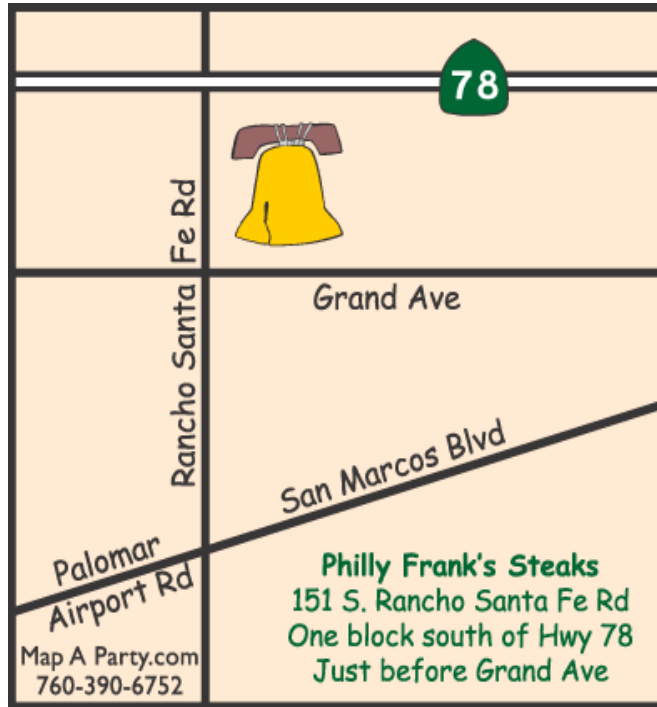 78
Rancho Santa Fe Rd
Grand Ave
San Marcos Blvd
Palomar
Airport Rd
Philly Frank's Steaks
151 S. Rancho Santa Fe Rd
One block south of Hwy 78
Just before Grand Ave
Map A Party.com
760-390-6752